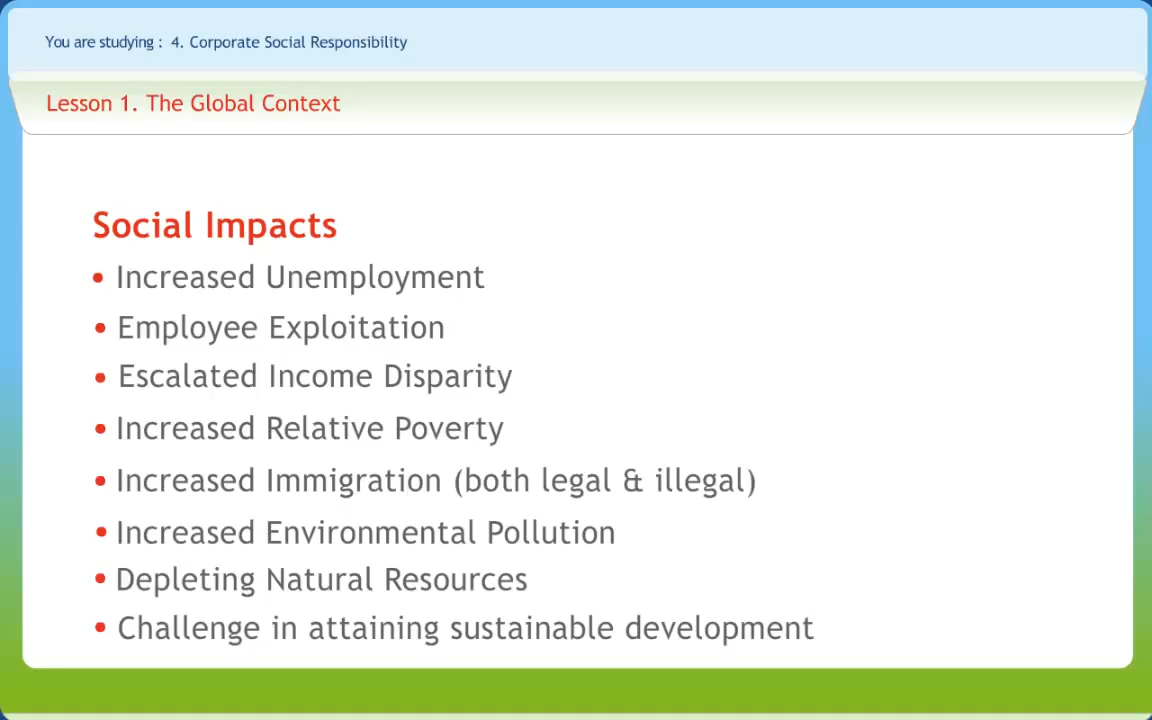 You are studying : 4. Corporate Social Responsibility
Lesson 1. The Global Context
Social Impacts
• Increased Unemployment
• Employee Exploitation
• Escalated Income Disparity
• Increased Relative Poverty
• Increased Immigration (both legal & illegal)
• Increased Environmental Pollution
• Depleting Natural Resources
• Challenge in attaining sustainable development